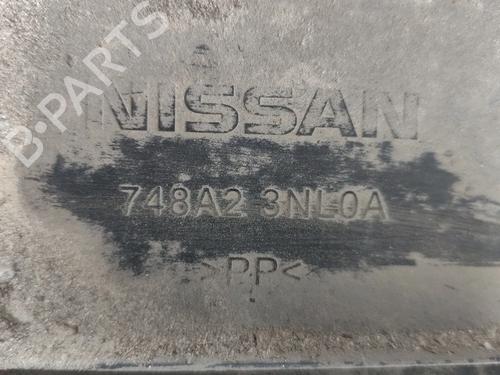 B-PARTS
NISSAN
748A2 3NL0A
>PP<